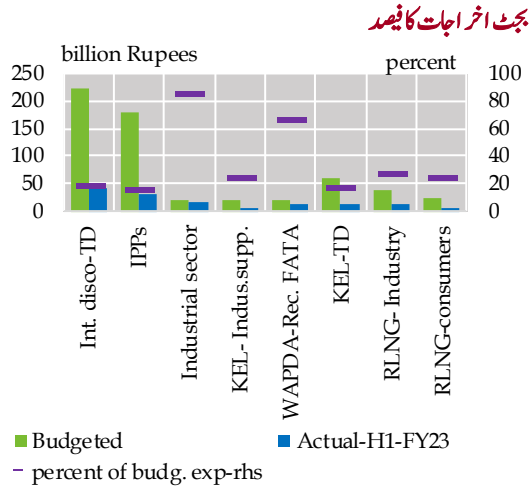 بجٹ اخراجات کا فیصد
billion Rupees percent
250 100
200 80
150 60
100 40
50 20
0 0
Int. disco-TD
IPPs
Industrial sector
KEL- Indus.supp.
WAPDA-Rec. FATA
KEL-TD
RLNG- Industry
RLNG-consumers
Budgeted Actual-H1-FY23
percent of budg. exp-rhs